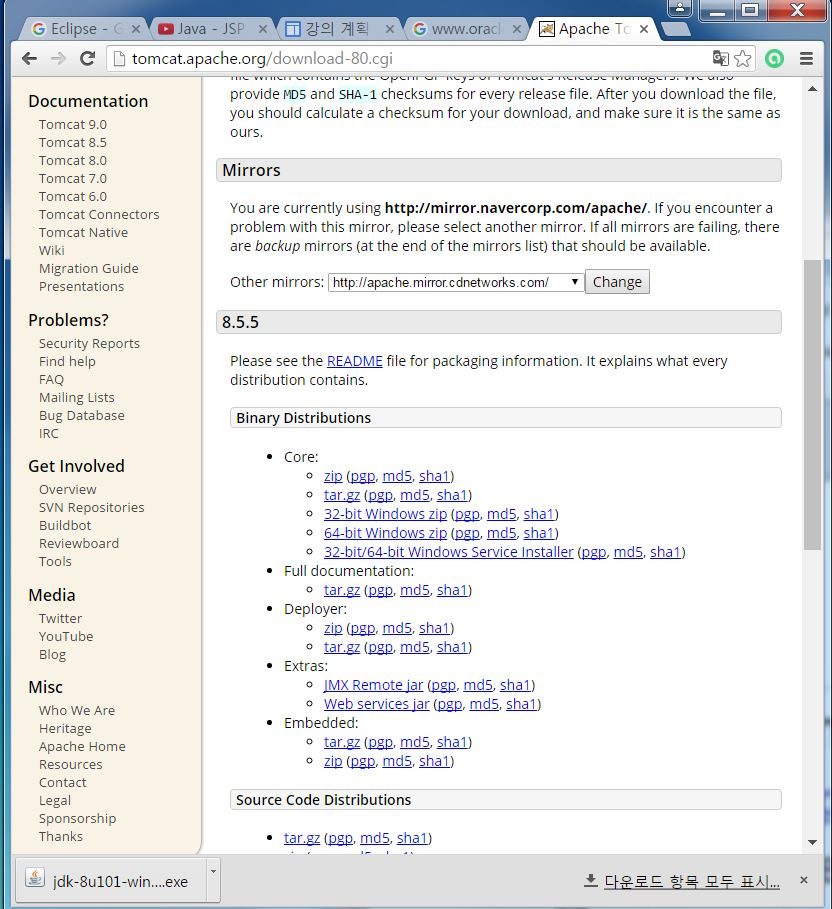 Eclipse - G
Java - JSP
강의 계획
www.orac
Apache To
tomcat.apache.org/download-80.cgi
Documentation
Tomcat 9.0
Tomcat 8.5
Tomcat 8.0
Tomcat 7.0
Tomcat 6.0
Tomcat Connectors
Tomcat Native
Wiki
Migration Guide
Presentations
Problems?
Security Reports
Find help
FAQ
Mailing Lists
Bug Database
IRC
Get Involved
Overview
SVN Repositories
Buildbot
Reviewboard
Tools
Media
Twitter
YouTube
Blog
Misc
Who We Are
Heritage
Apache Home
Resources
Contact
Legal
Sponsorship
Thanks
file which contains the OpenPGP keys of Tomcat's Release Managers. We also
provide MD5 and SHA-1 checksums for every release file. After you download the file,
you should calculate a checksum for your download, and make sure it is the same as
ours.
Mirrors
You are currently using http://mirror.navercorp.com/apache/. If you encounter a
problem with this mirror, please select another mirror. If all mirrors are failing, there
are backup mirrors (at the end of the mirrors list) that should be available.
Other mirrors: http://apache.mirror.cdnetworks.com/ Change
8.5.5
Please see the README file for packaging information. It explains what every
distribution contains.
Binary Distributions
Core:
zip (pgp, md5, sha1)
tar.gz (pgp, md5, sha1)
32-bit Windows zip (pgp, md5, sha1)
64-bit Windows zip (pgp, md5, sha1)
32-bit/64-bit Windows Service Installer (pgp, md5, sha1)
Full documentation:
tar.gz (pgp, md5, sha1)
Deployer:
zip (pgp, md5, sha1)
tar.gz (pgp, md5, sha1)
Extras:
JMX Remote jar (pgp, md5, sha1)
Web services jar (pgp, md5, sha1)
Embedded:
tar.gz (pgp, md5, sha1)
zip (pgp, md5, sha1)
Source Code Distributions
tar.gz (pgp, md5, sha1)
jdk-8u101-win....exe
다운로드 항목 모두 표시...